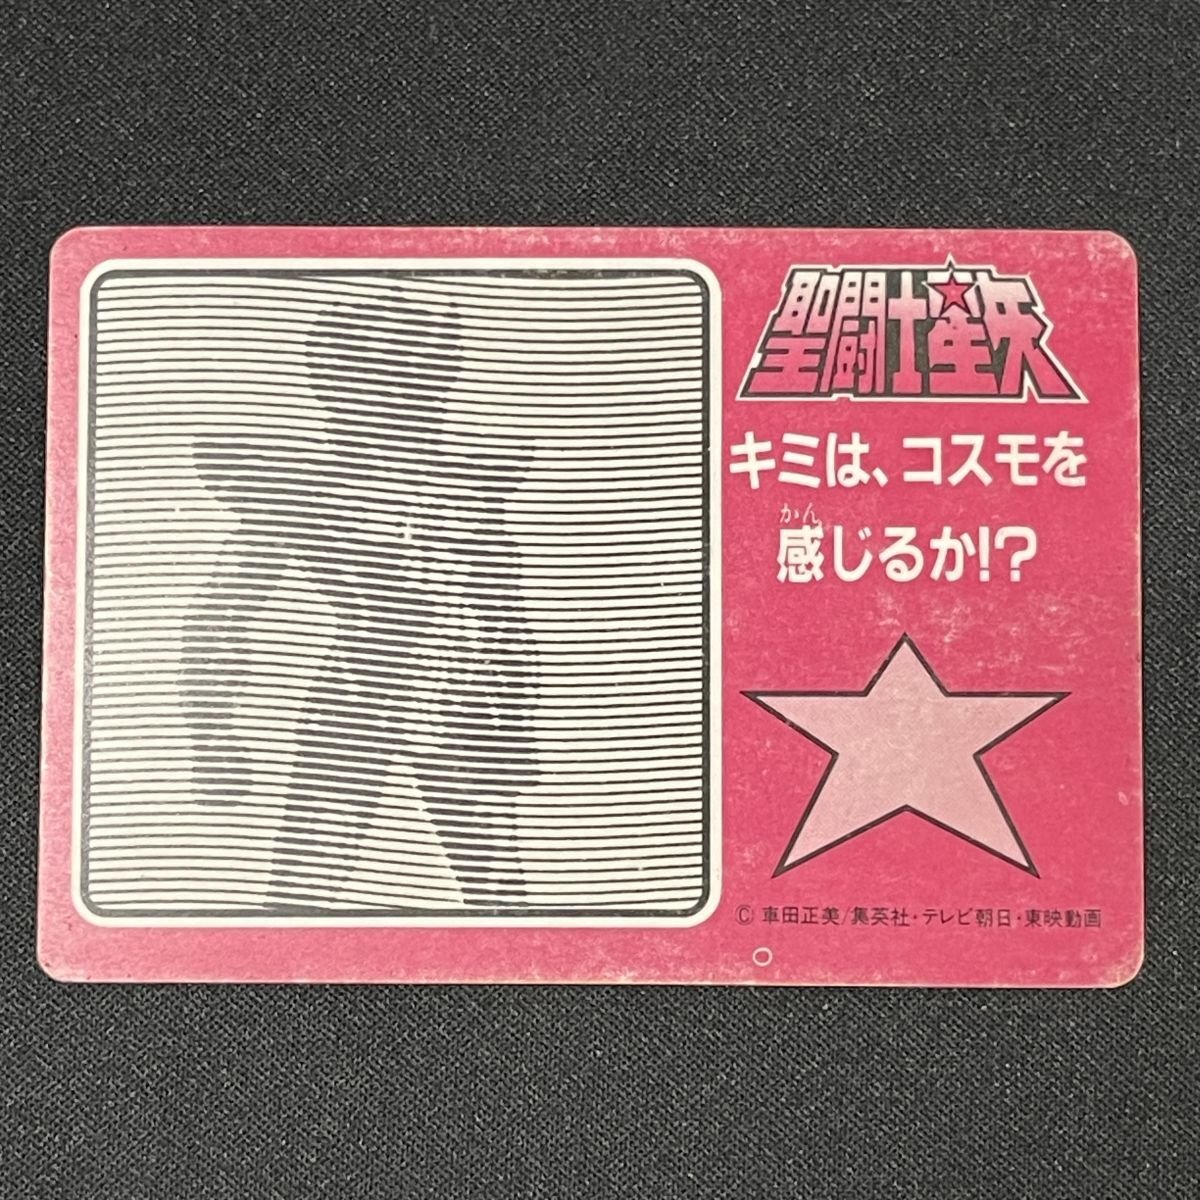 聖闘士星矢
キミは、コスモを
かん
感じるか!?
© 車田正美/集英社・テレビ朝日・東映動画